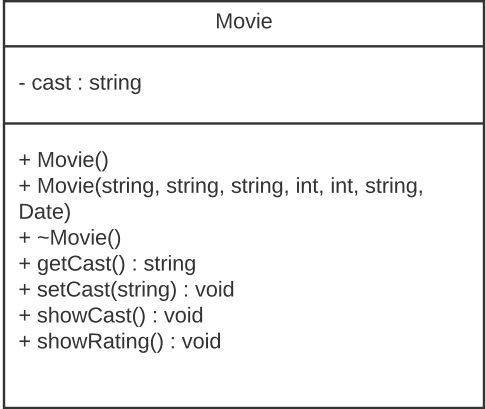 Movie
- cast : string
+ Movie()
+ Movie(string, string, string, int, int, string,
Date)
+ ~Movie()
+ getCast() : string
+ setCast(string) : void
+ showCast() : void
+ showRating() : void